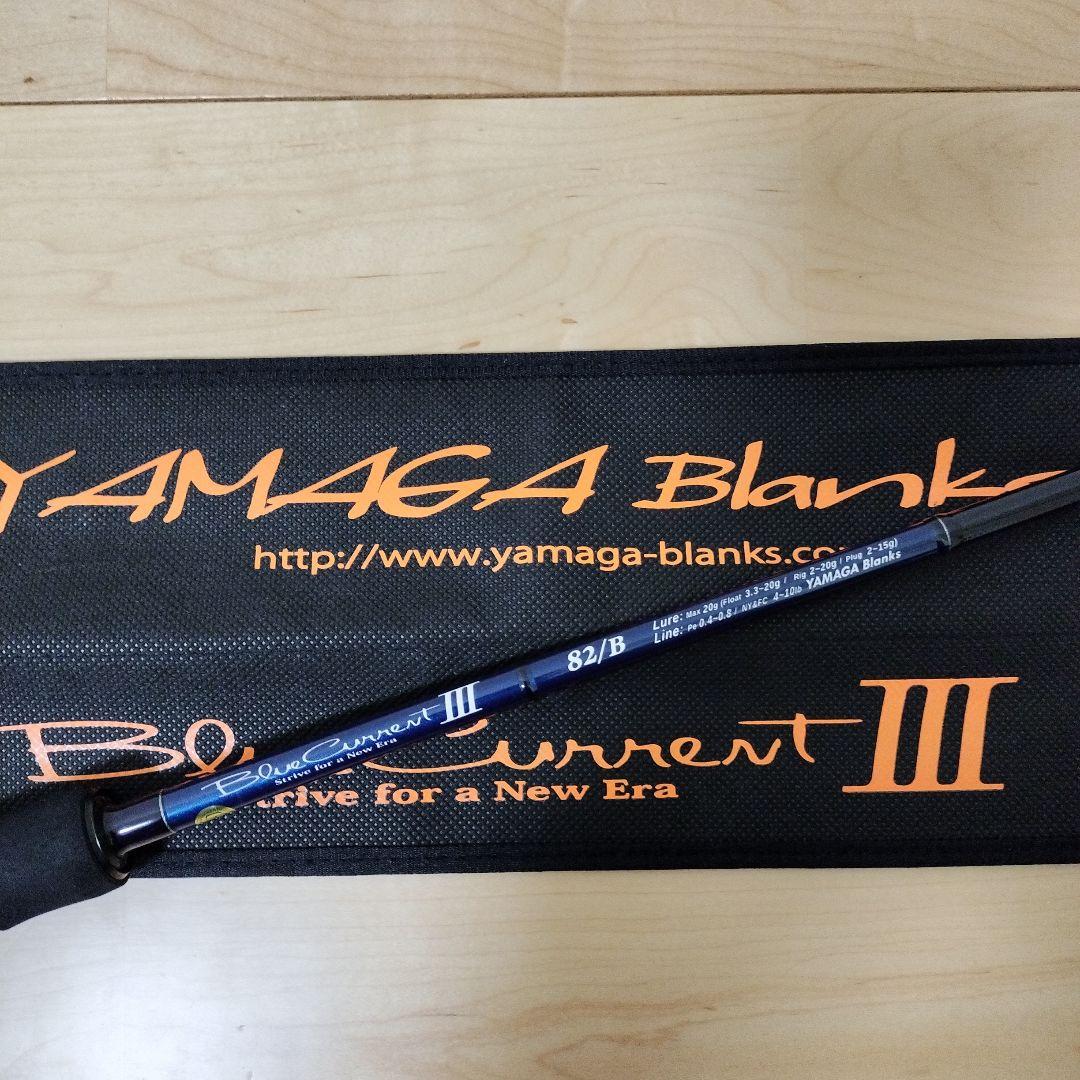 YAMAGA Blanks
http://www.yamaga-blanks.co
Lure: Max 20g (Float 3.3-20g / Rig 2-20g / Plug 2-15g)
Line: Pe 0.4-0.8 / NY&FC 4-10lb YAMAGA Blanks
82/B
BlueCurrent III
Strive for a New Era
Current III
for a New Era